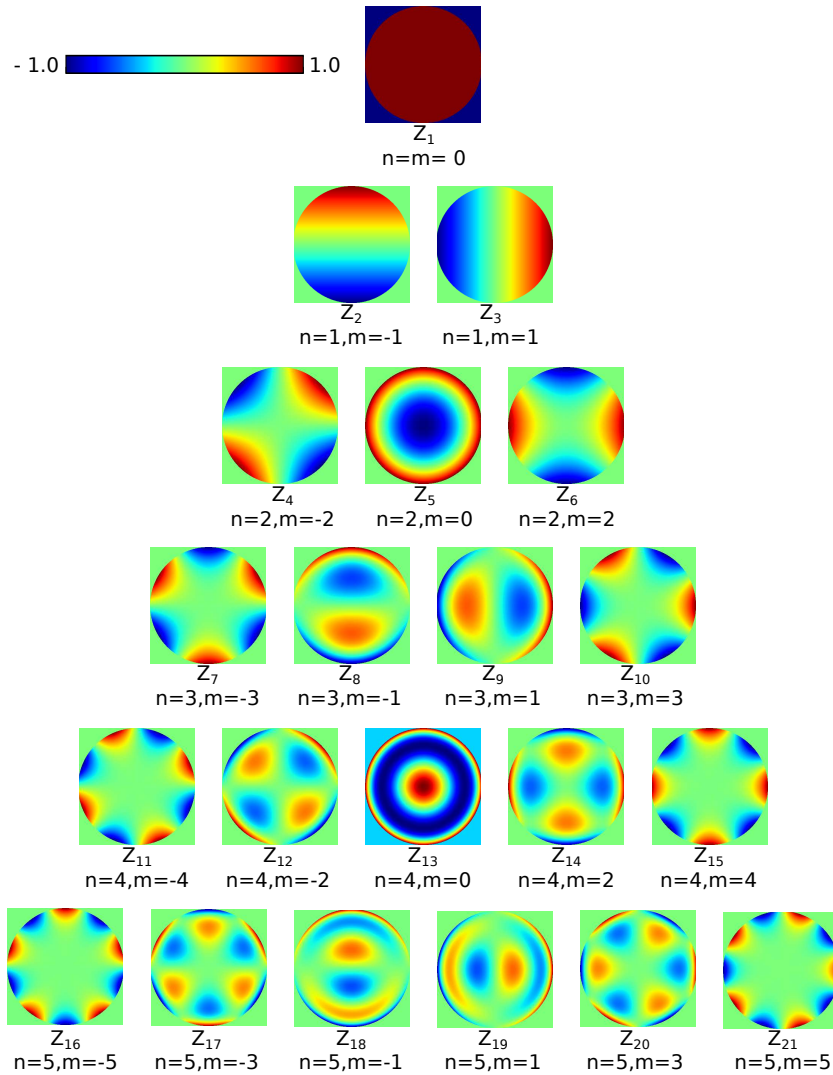 - 1.0 1.0
Z₁
n=m= 0
Z₂ Z₃
n=1,m=-1 n=1,m=1
Z₄ Z₅ Z₆
n=2,m=-2 n=2,m=0 n=2,m=2
Z₇ Z₈ Z₉ Z₁₀
n=3,m=-3 n=3,m=-1 n=3,m=1 n=3,m=3
Z₁₁ Z₁₂ Z₁₃ Z₁₄ Z₁₅
n=4,m=-4 n=4,m=-2 n=4,m=0 n=4,m=2 n=4,m=4
Z₁₆ Z₁₇ Z₁₈ Z₁₉ Z₂₀ Z₂₁
n=5,m=-5 n=5,m=-3 n=5,m=-1 n=5,m=1 n=5,m=3 n=5,m=5